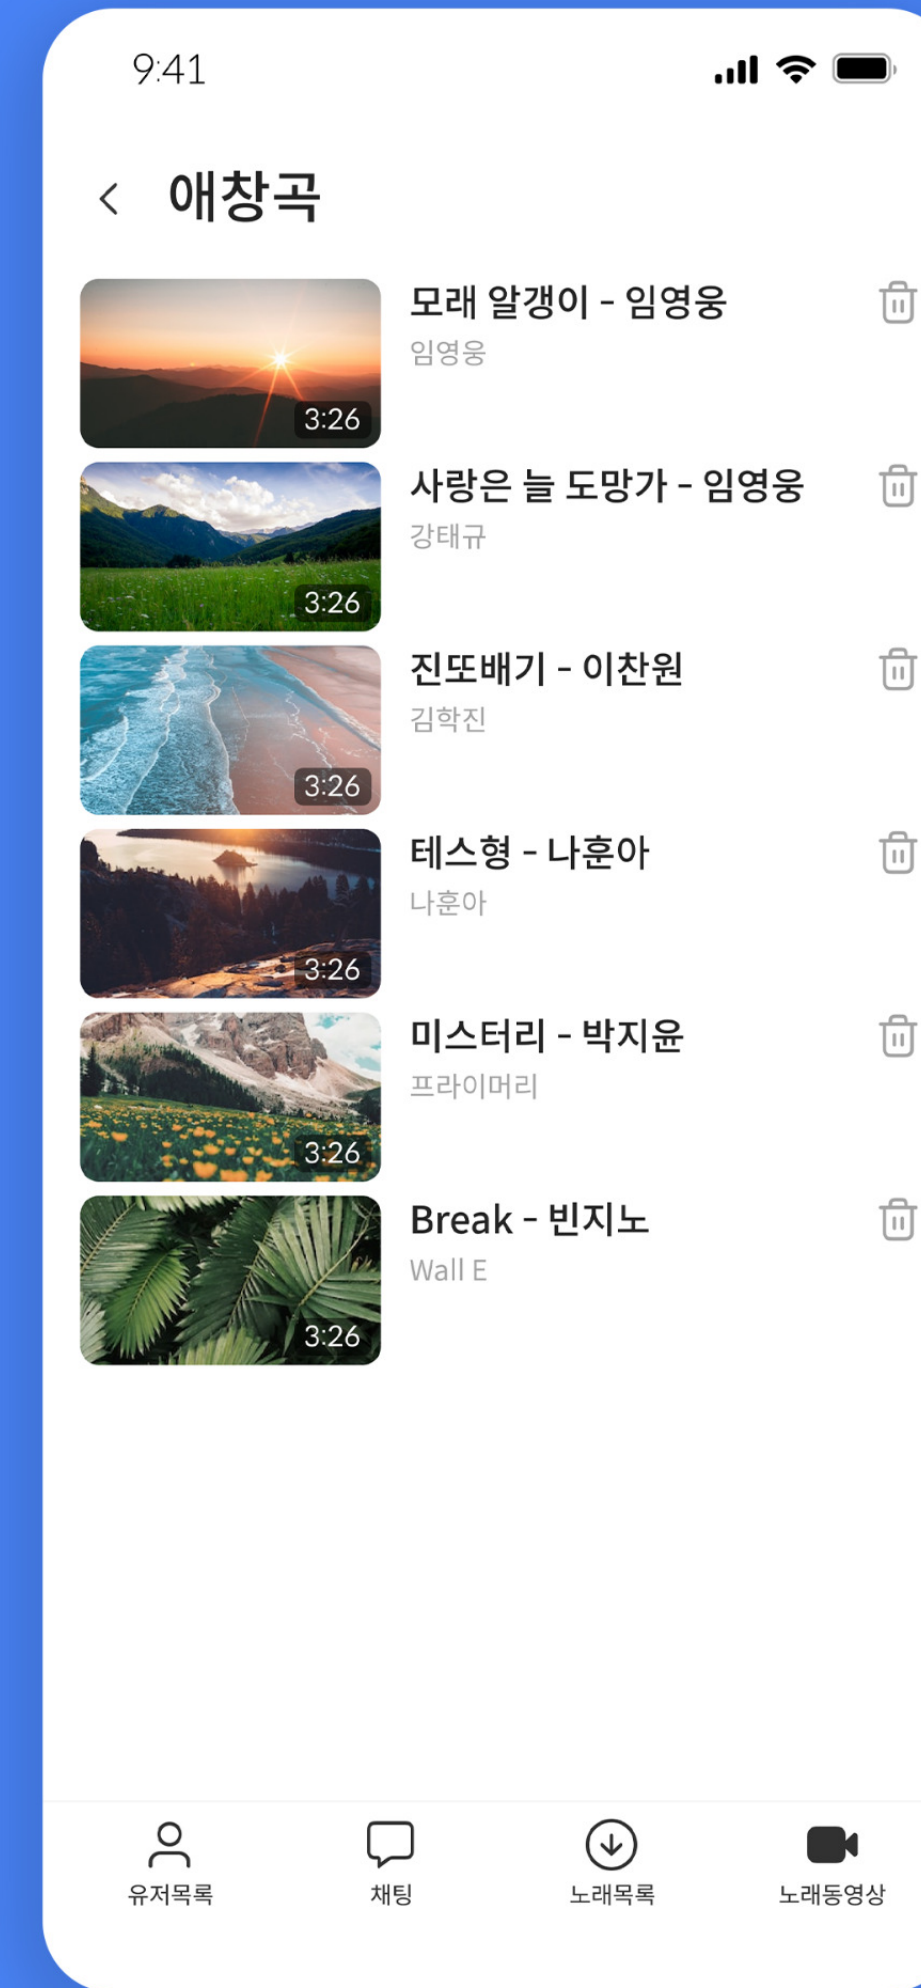 9:41
애창곡
모래 알갱이 - 임영웅
임영웅
3:26
사랑은 늘 도망가 - 임영웅
강태규
3:26
진또배기 - 이찬원
김학진
3:26
테스형 - 나훈아
나훈아
3:26
미스터리 - 박지윤
프라이머리
3:26
Break - 빈지노
Wall E
3:26
유저목록 채팅 노래목록 노래동영상